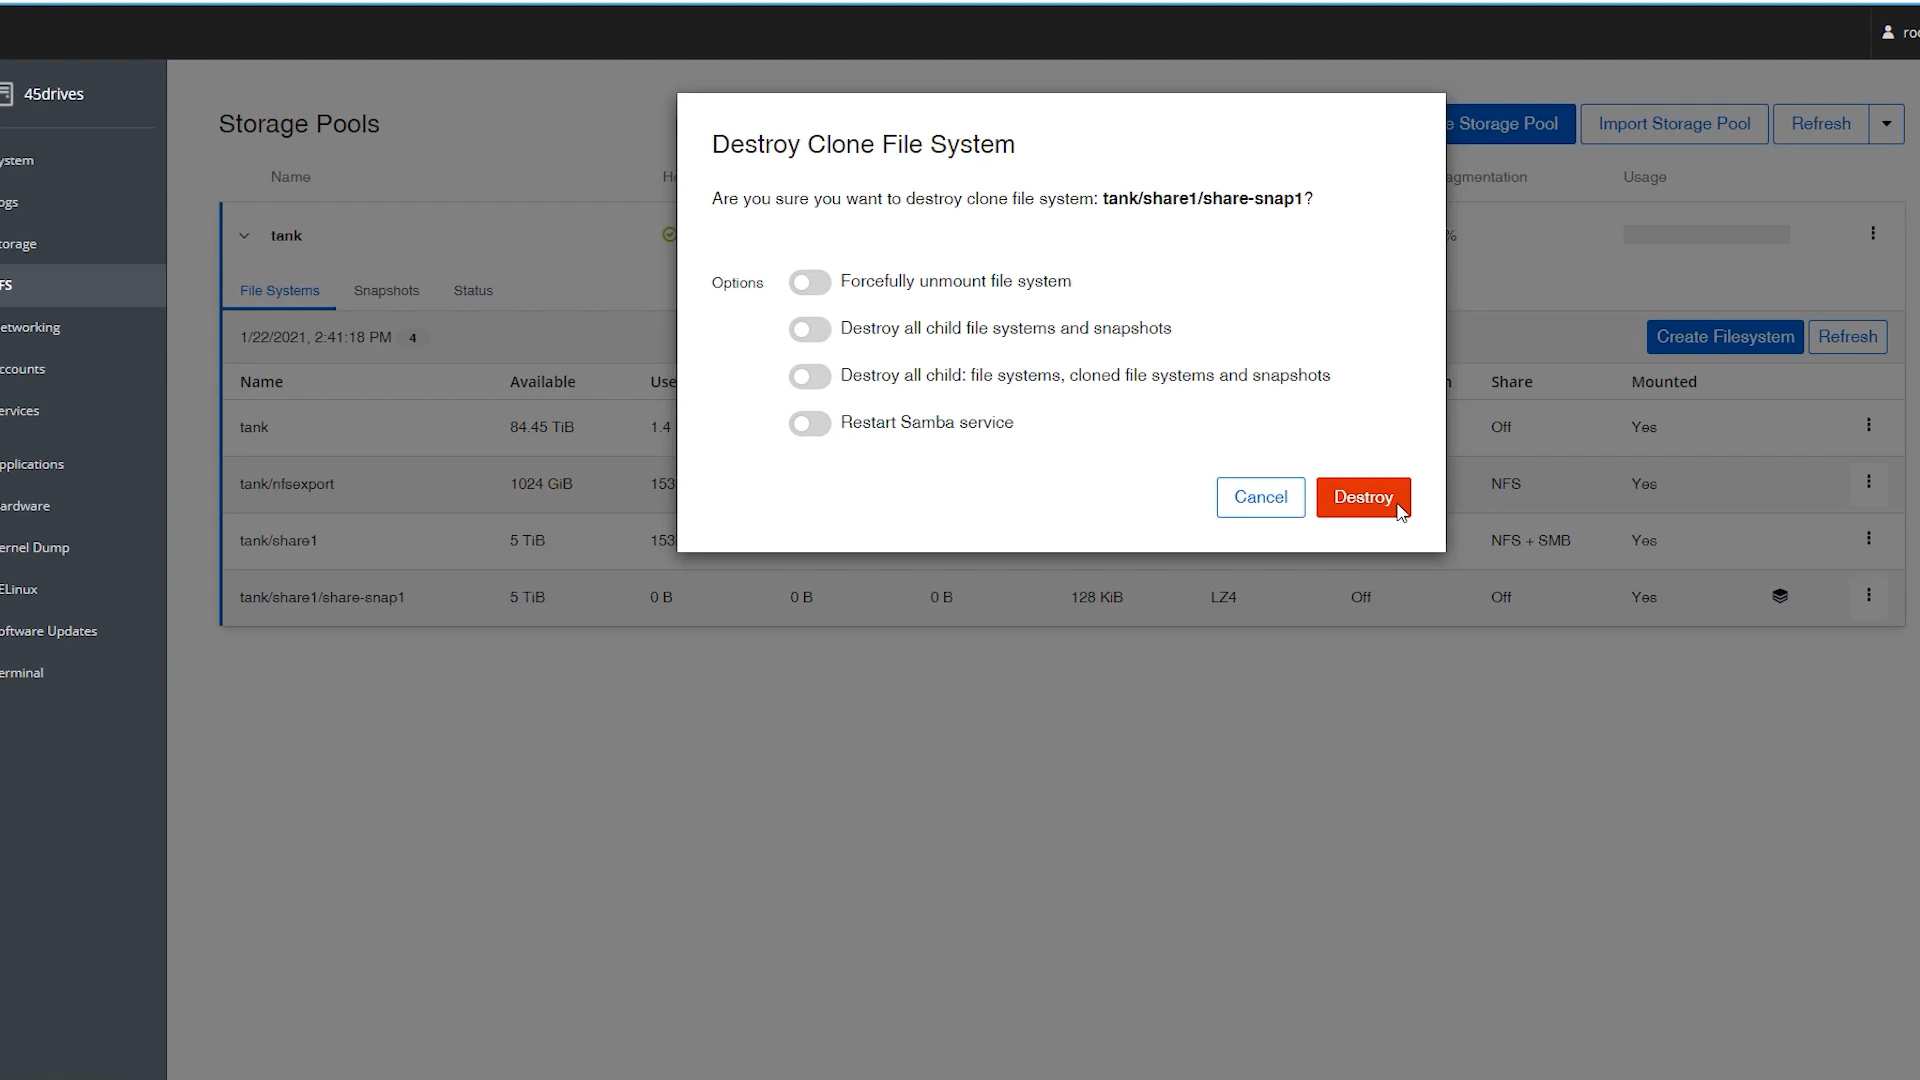 roo
45drives
ystem
ogs
torage
FS
etworking
ccounts
ervices
pplications
ardware
ernel Dump
ELinux
oftware Updates
erminal
Storage Pools
e Storage Pool
Import Storage Pool
Refresh
Name
He
agmentation
Usage
tank
%
File Systems
Snapshots
Status
1/22/2021, 2:41:18 PM 4
Create Filesystem
Refresh
Name Available Use Share Mounted
tank 84.45 TiB 1.4 Off Yes
tank/nfsexport 1024 GiB 153 NFS Yes
tank/share1 5 TiB 153 NFS + SMB Yes
tank/share1/share-snap1 5 TiB 0 B 0 B 0 B 128 KiB LZ4 Off Off Yes
Destroy Clone File System
Are you sure you want to destroy clone file system: tank/share1/share-snap1?
Options
Forcefully unmount file system
Destroy all child file systems and snapshots
Destroy all child: file systems, cloned file systems and snapshots
Restart Samba service
Cancel
Destroy